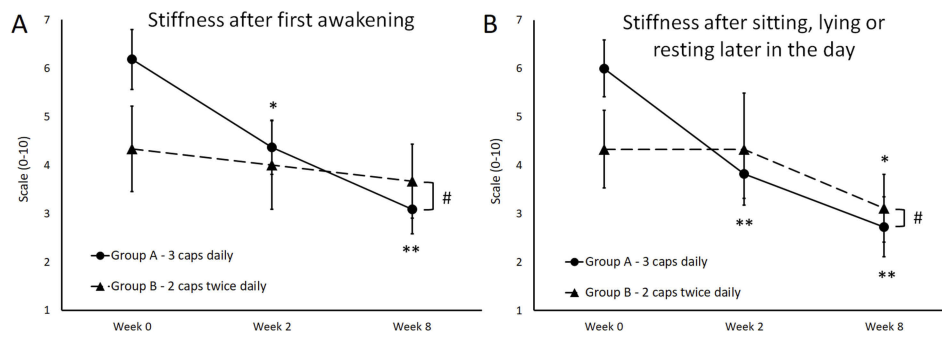 A
Stiffness after first awakening
7
6
5
4
3
2
1
Scale (0-10)
*
**
#
Group A - 3 caps daily
Group B - 2 caps twice daily
Week 0
Week 2
Week 8
B
Stiffness after sitting, lying or
resting later in the day
7
6
5
4
3
2
1
Scale (0-10)
**
*
**
#
Group A - 3 caps daily
Group B - 2 caps twice daily
Week 0
Week 2
Week 8